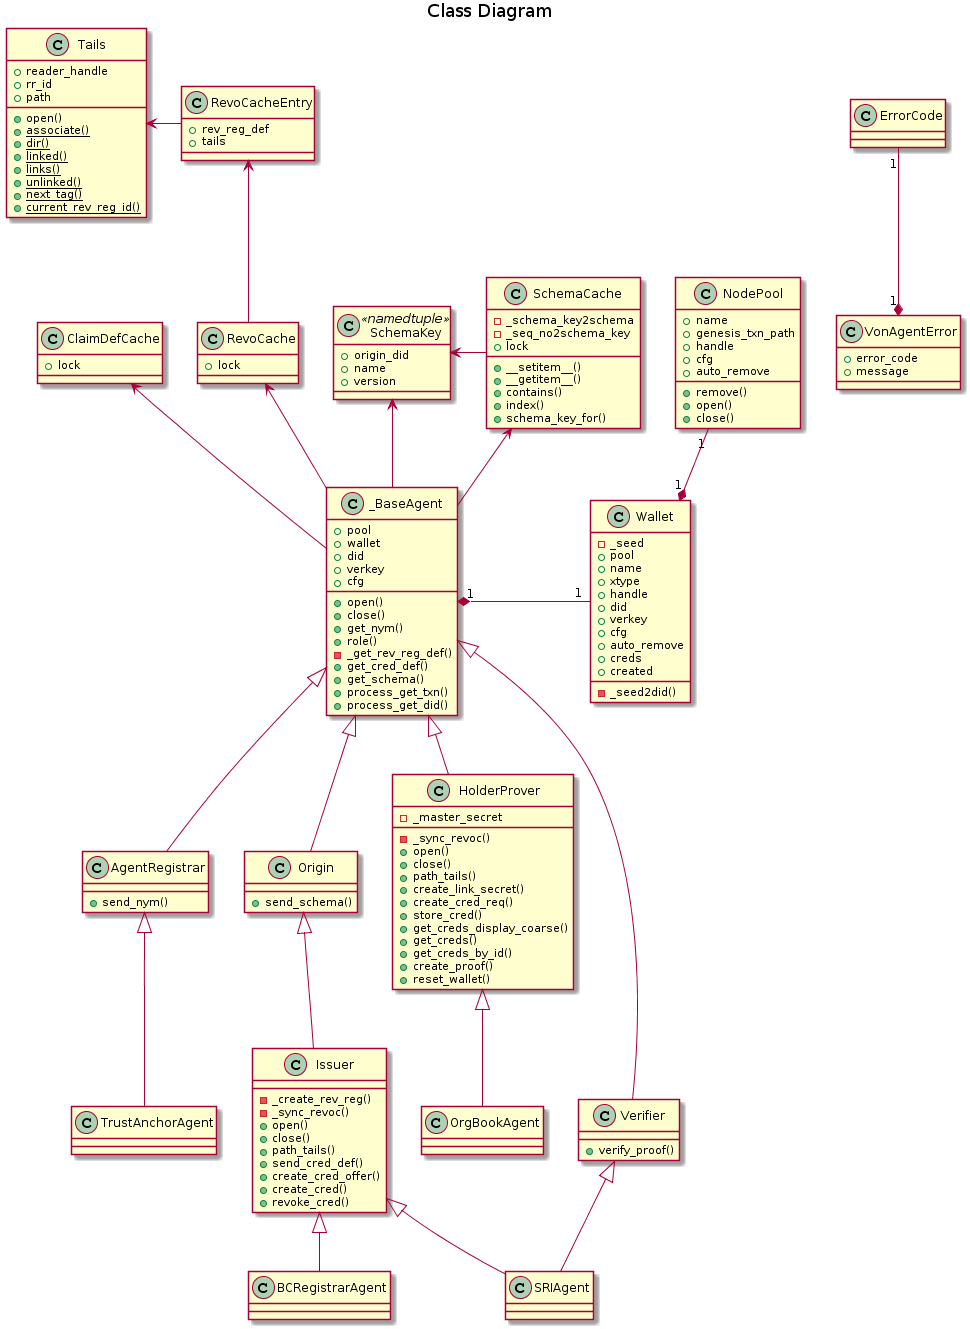 Class Diagram
C Tails
reader_handle
rr_id
path
open()
associate()
dir()
linked()
links()
unlinked()
next_tag()
current_rev_reg_id()
C RevoCacheEntry
rev_reg_def
tails
C ErrorCode
1
1
C VonAgentError
error_code
message
C ClaimDefCache
lock
C RevoCache
lock
C «namedtuple»
SchemaKey
origin_did
name
version
C SchemaCache
_schema_key2schema
_seq_no2schema_key
lock
__setitem__()
__getitem__()
contains()
index()
schema_key_for()
C NodePool
name
genesis_txn_path
handle
cfg
auto_remove
remove()
open()
close()
1
1
C _BaseAgent
pool
wallet
did
verkey
cfg
open()
close()
get_nym()
role()
_get_rev_reg_def()
get_cred_def()
get_schema()
process_get_txn()
process_get_did()
1
1
C Wallet
_seed
pool
name
xtype
handle
did
verkey
cfg
auto_remove
creds
created
_seed2did()
C AgentRegistrar
send_nym()
C Origin
send_schema()
C HolderProver
_master_secret
_sync_revoc()
open()
close()
path_tails()
create_link_secret()
create_cred_req()
store_cred()
get_creds_display_coarse()
get_creds()
get_creds_by_id()
create_proof()
reset_wallet()
C TrustAnchorAgent
C Issuer
_create_rev_reg()
_sync_revoc()
open()
close()
path_tails()
send_cred_def()
create_cred_offer()
create_cred()
revoke_cred()
C OrgBookAgent
C Verifier
verify_proof()
C BCRegistrarAgent
C SRIAgent